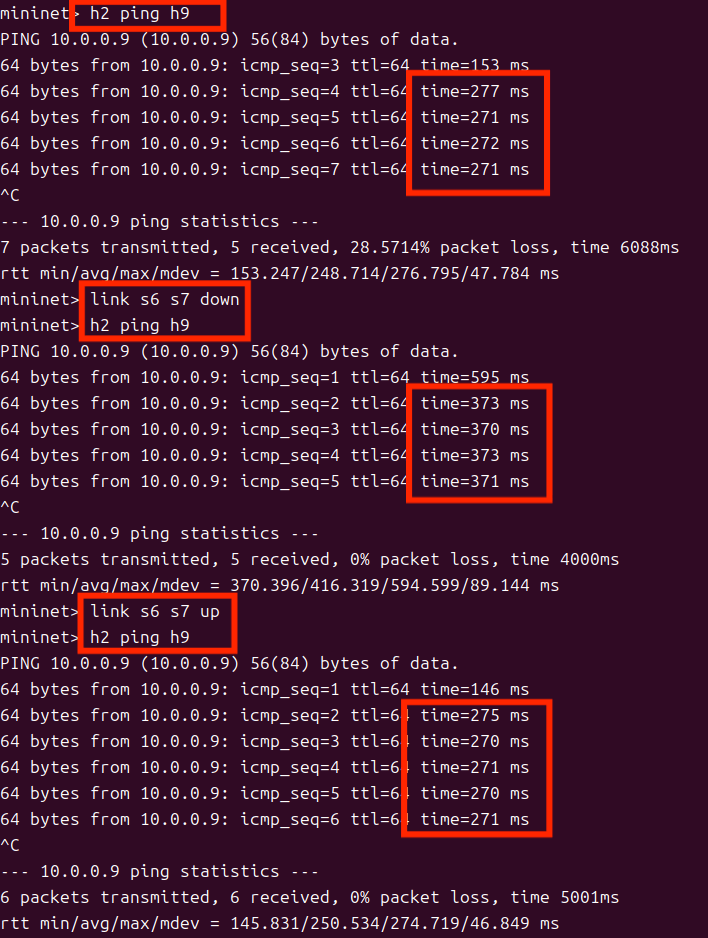 mininet> h2 ping h9
PING 10.0.0.9 (10.0.0.9) 56(84) bytes of data.
64 bytes from 10.0.0.9: icmp_seq=3 ttl=64 time=153 ms
64 bytes from 10.0.0.9: icmp_seq=4 ttl=64 time=277 ms
64 bytes from 10.0.0.9: icmp_seq=5 ttl=64 time=271 ms
64 bytes from 10.0.0.9: icmp_seq=6 ttl=64 time=272 ms
64 bytes from 10.0.0.9: icmp_seq=7 ttl=64 time=271 ms
^C
--- 10.0.0.9 ping statistics ---
7 packets transmitted, 5 received, 28.5714% packet loss, time 6088ms
rtt min/avg/max/mdev = 153.247/248.714/276.795/47.784 ms
mininet> link s6 s7 down
mininet> h2 ping h9
PING 10.0.0.9 (10.0.0.9) 56(84) bytes of data.
64 bytes from 10.0.0.9: icmp_seq=1 ttl=64 time=595 ms
64 bytes from 10.0.0.9: icmp_seq=2 ttl=64 time=373 ms
64 bytes from 10.0.0.9: icmp_seq=3 ttl=64 time=370 ms
64 bytes from 10.0.0.9: icmp_seq=4 ttl=64 time=373 ms
64 bytes from 10.0.0.9: icmp_seq=5 ttl=64 time=371 ms
^C
--- 10.0.0.9 ping statistics ---
5 packets transmitted, 5 received, 0% packet loss, time 4000ms
rtt min/avg/max/mdev = 370.396/416.319/594.599/89.144 ms
mininet> link s6 s7 up
mininet> h2 ping h9
PING 10.0.0.9 (10.0.0.9) 56(84) bytes of data.
64 bytes from 10.0.0.9: icmp_seq=1 ttl=64 time=146 ms
64 bytes from 10.0.0.9: icmp_seq=2 ttl=64 time=275 ms
64 bytes from 10.0.0.9: icmp_seq=3 ttl=64 time=270 ms
64 bytes from 10.0.0.9: icmp_seq=4 ttl=64 time=271 ms
64 bytes from 10.0.0.9: icmp_seq=5 ttl=64 time=270 ms
64 bytes from 10.0.0.9: icmp_seq=6 ttl=64 time=271 ms
^C
--- 10.0.0.9 ping statistics ---
6 packets transmitted, 6 received, 0% packet loss, time 5001ms
rtt min/avg/max/mdev = 145.831/250.534/274.719/46.849 ms